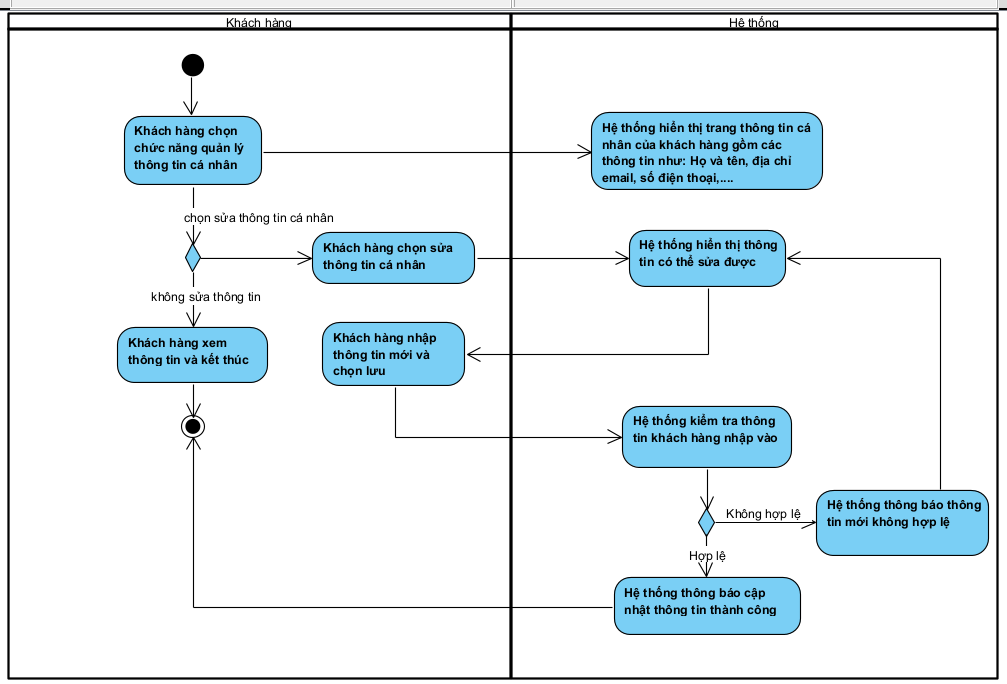 Khách hàng
Hệ thống
Khách hàng chọn
chức năng quản lý
thông tin cá nhân
Hệ thống hiển thị trang thông tin cá
nhân của khách hàng gồm các
thông tin như: Họ và tên, địa chỉ
email, số điện thoại,....
chọn sửa thông tin cá nhân
Khách hàng chọn sửa
thông tin cá nhân
Hệ thống hiển thị thông
tin có thể sửa được
không sửa thông tin
Khách hàng xem
thông tin và kết thúc
Khách hàng nhập
thông tin mới và
chọn lưu
Hệ thống kiểm tra thông
tin khách hàng nhập vào
Không hợp lệ
Hệ thống thông báo thông
tin mới không hợp lệ
Hợp lệ
Hệ thống thông báo cập
nhật thông tin thành công